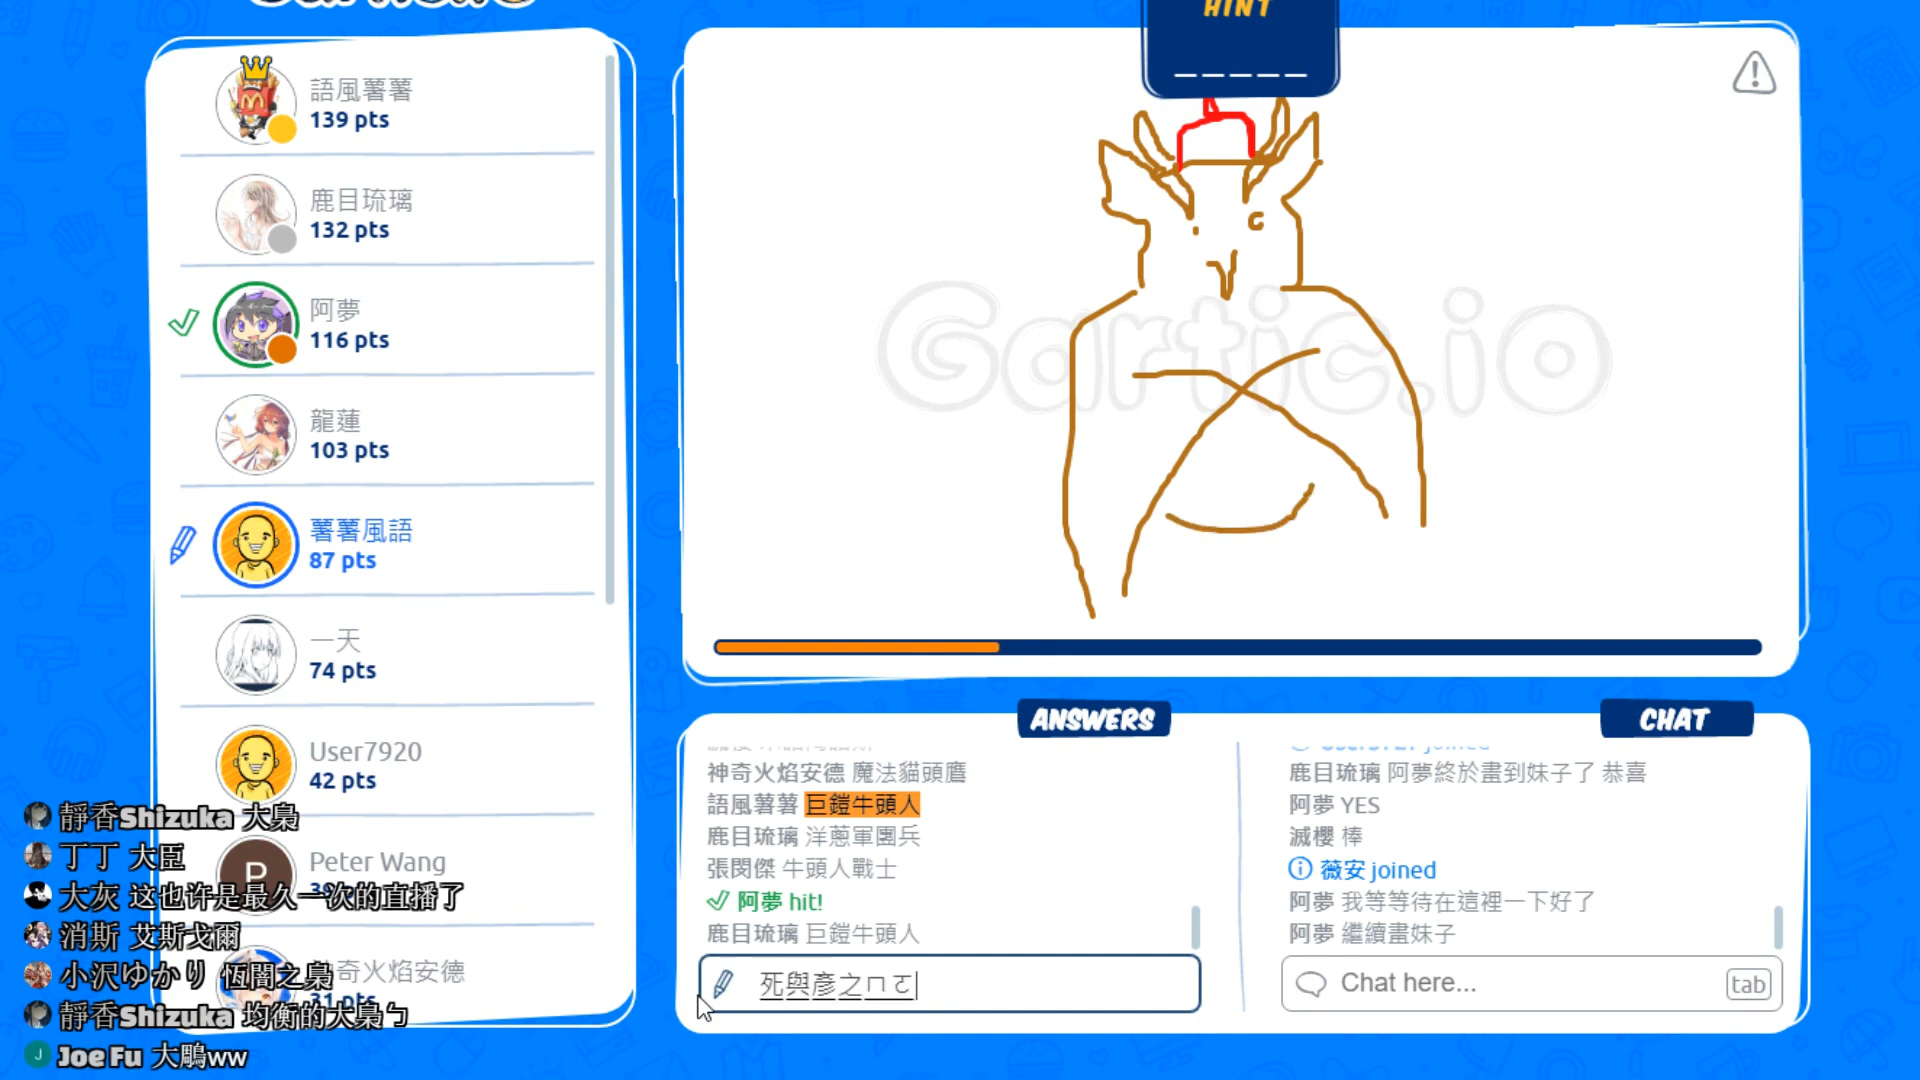 HINT
_ _ _ _ _
語風薯薯
139 pts
鹿目琉璃
132 pts
阿夢
116 pts
龍蓮
103 pts
薯薯風語
87 pts
一天
74 pts
User7920
42 pts
P
Peter Wang
奇火焰安德
31 pts
靜香Shizuka 大梟
丁丁 大臣
大灰 这也许是最久一次的直播了
消斯 艾斯戈爾
小沢ゆかり 恆闇之梟
靜香Shizuka 均衡的大梟ㄅ
J
Joe Fu 大鵰ww
Gartic.io
ANSWERS
神奇火焰安德 魔法貓頭鷹
語風薯薯 巨鎧牛頭人
鹿目琉璃 洋蔥軍團兵
張閔傑 牛頭人戰士
阿夢 hit!
鹿目琉璃 巨鎧牛頭人
死與彥之ㄇㄛ
CHAT
鹿目琉璃 阿夢終於畫到妹子了 恭喜
阿夢 YES
滅櫻 棒
薇安 joined
阿夢 我等等待在這裡一下好了
阿夢 繼續畫妹子
Chat here...
tab